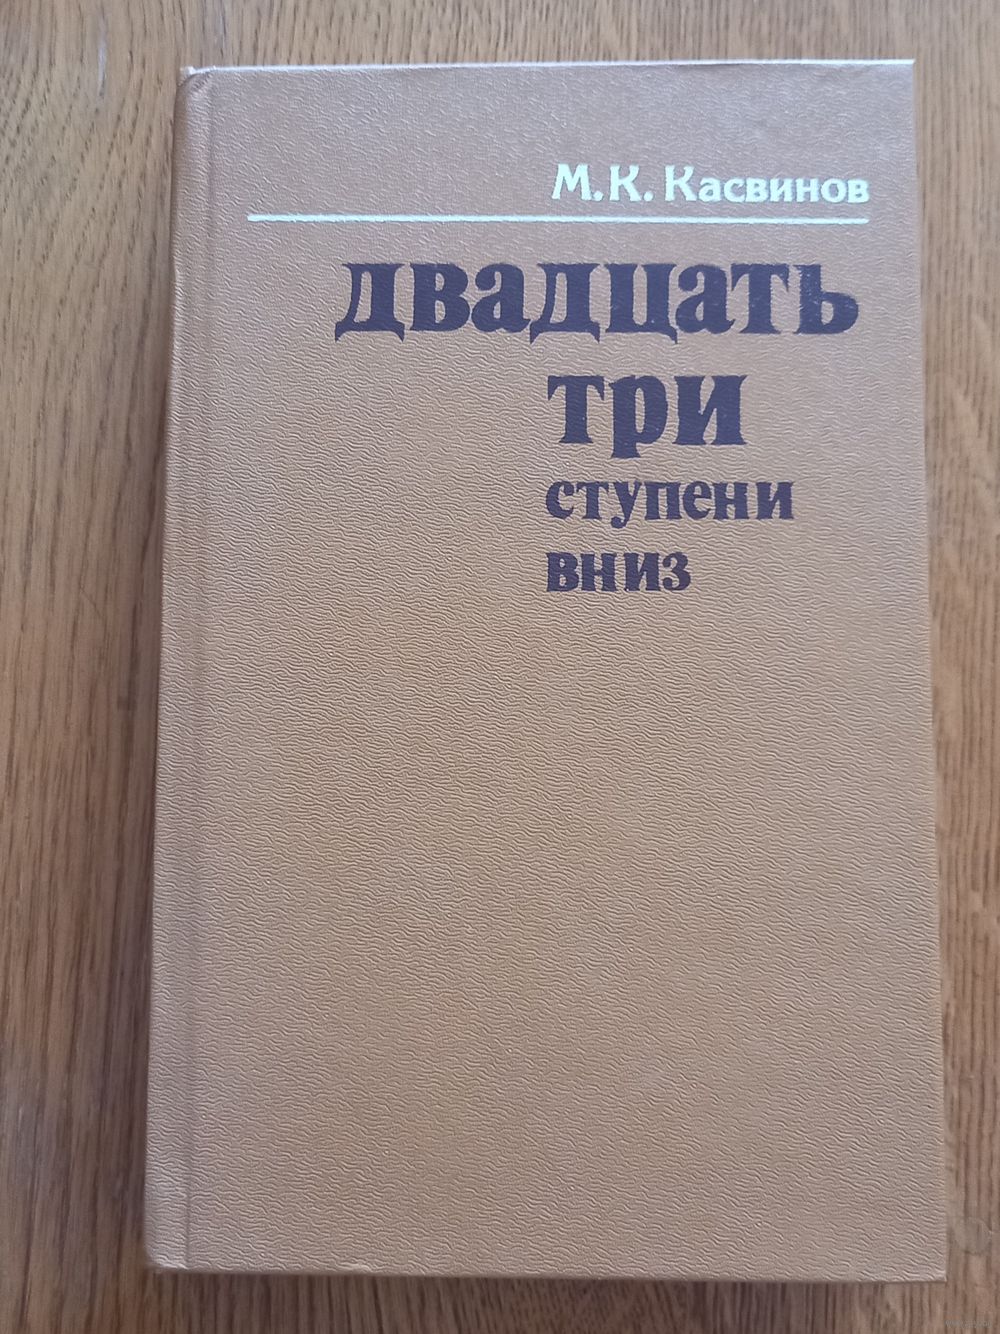 М. К. Касвинов
двадцать
три
ступени
вниз